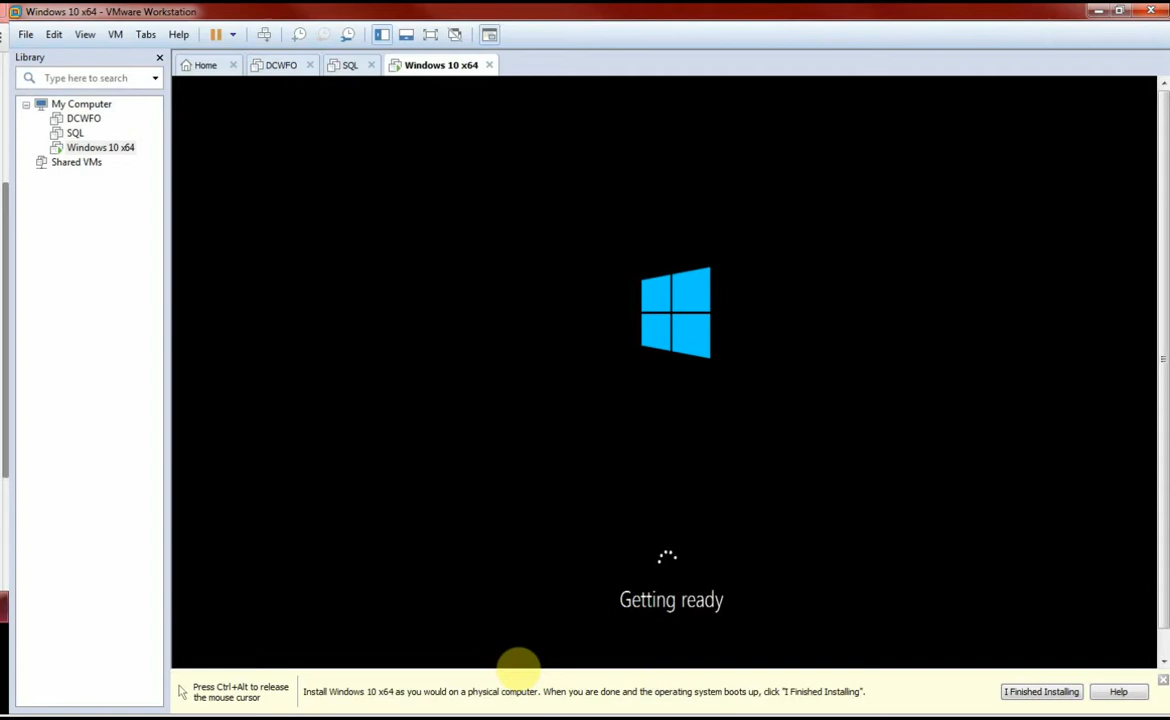 Windows 10 x64 - VMware Workstation
File Edit View VM Tabs Help
Library
Type here to search
Home
DCWFO
SQL
Windows 10 x64
My Computer
DCWFO
SQL
Windows 10 x64
Shared VMs
Getting ready
Press Ctrl+Alt to release
the mouse cursor
Install Windows 10 x64 as you would on a physical computer. When you are done and the operating system boots up, click "I Finished Installing".
I Finished Installing
Help